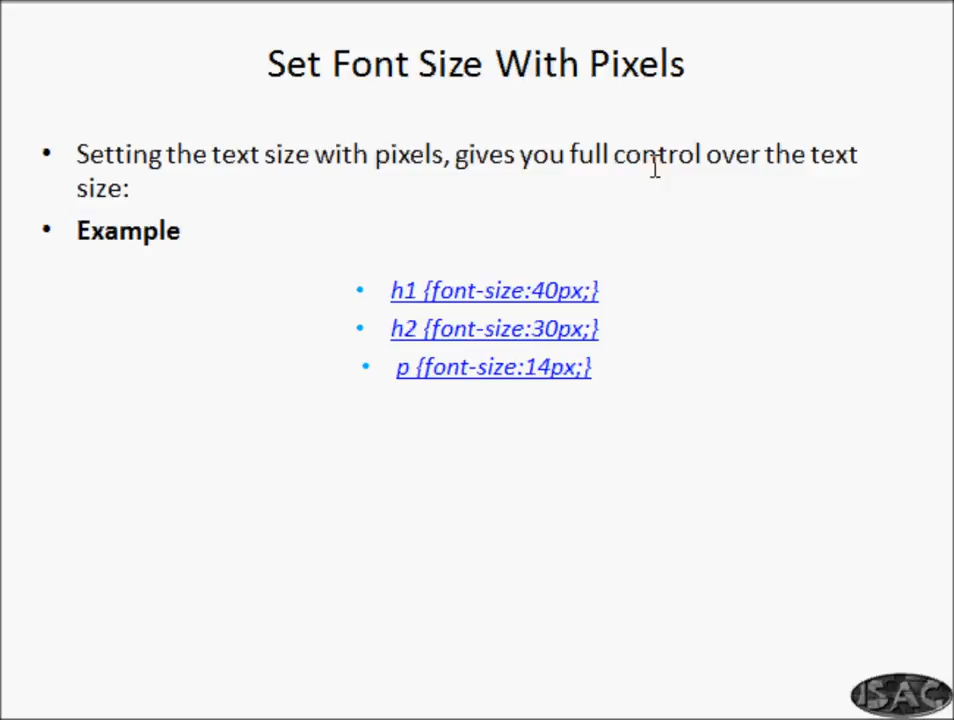 Set Font Size With Pixels
• Setting the text size with pixels, gives you full control over the text
size:
• Example
• h1 {font-size:40px;}
• h2 {font-size:30px;}
• p {font-size:14px;}
ISAC